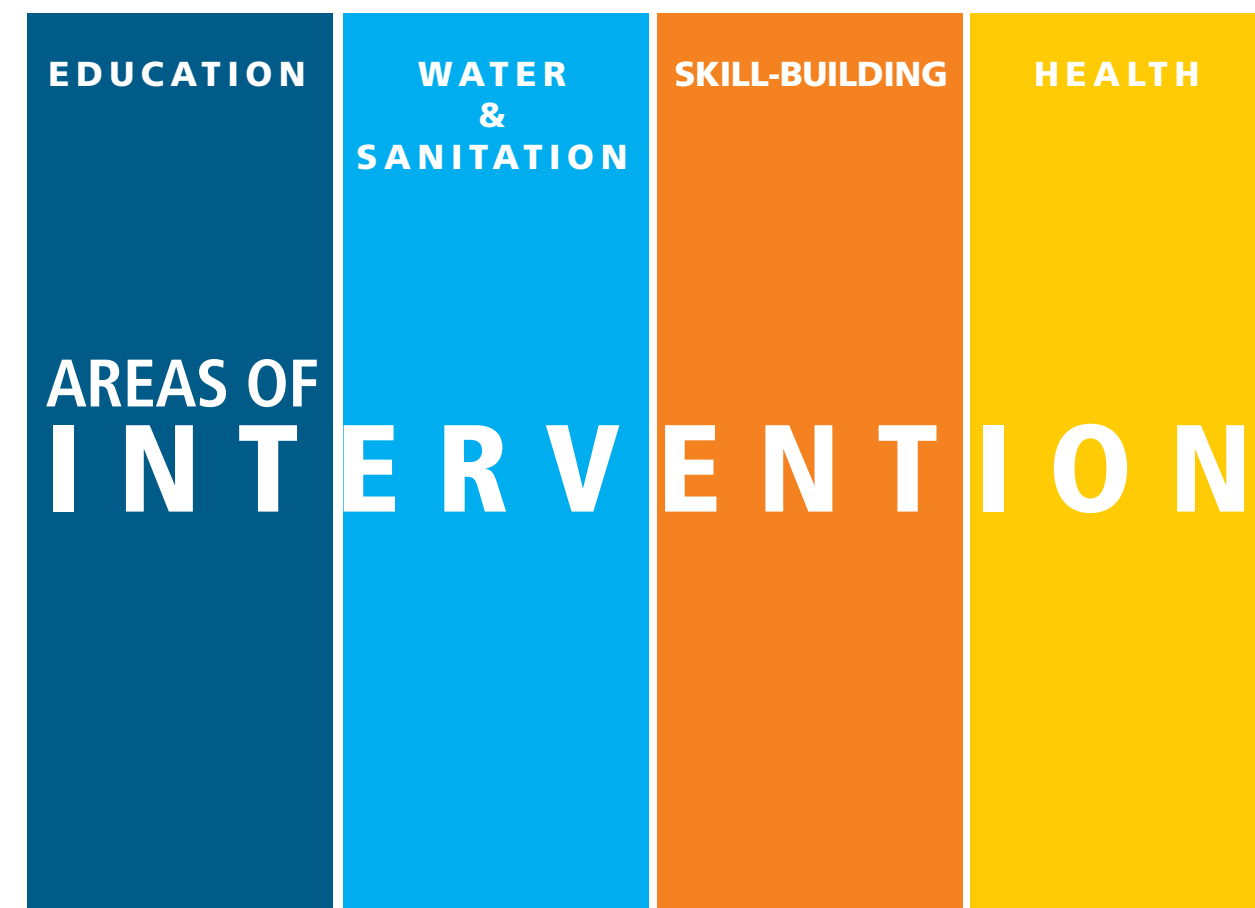 EDUCATION
WATER
&
SANITATION
SKILL-BUILDING
HEALTH
AREAS OF
INTERVENTION